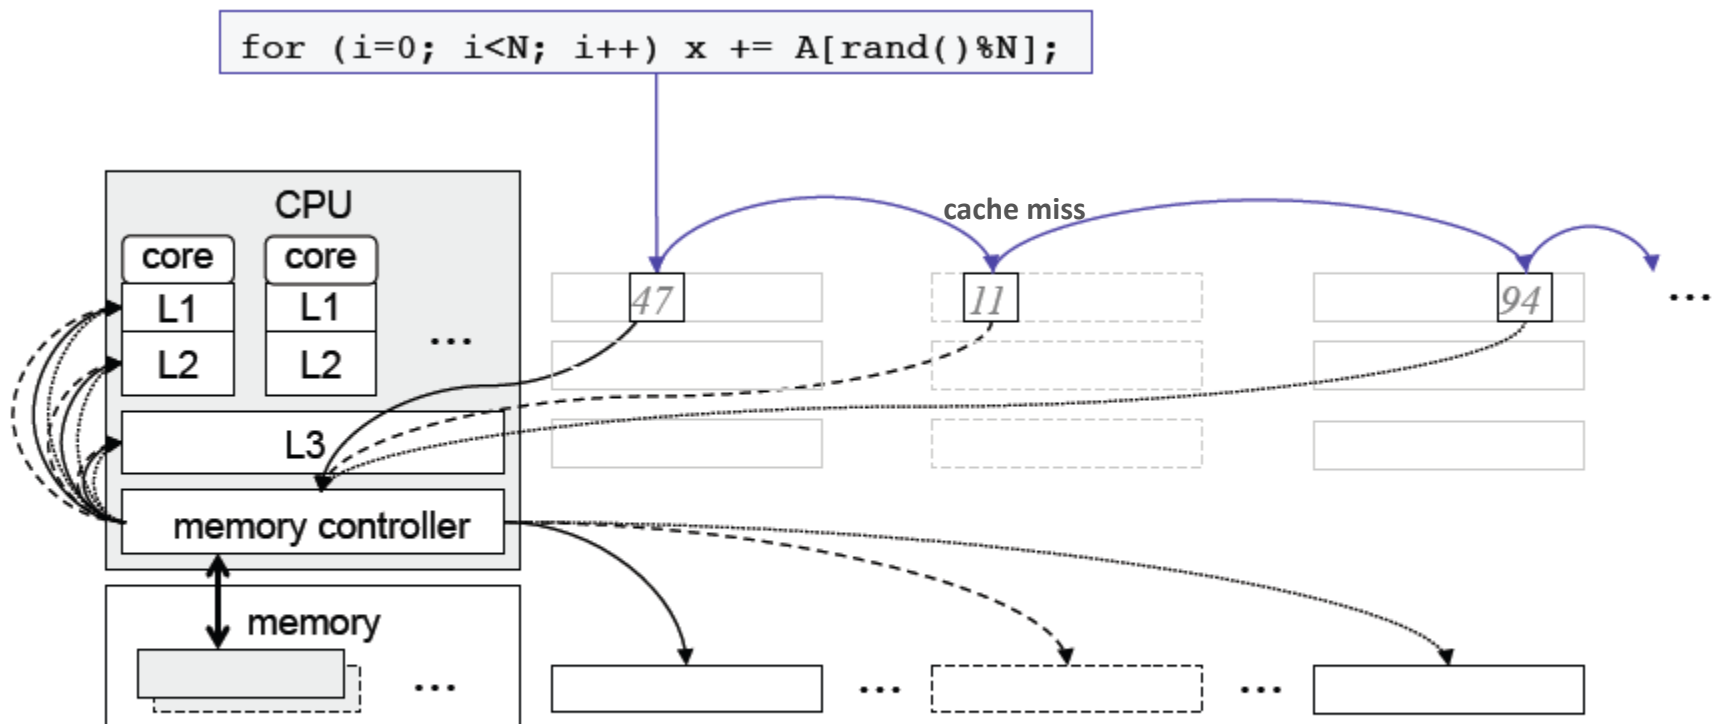 for (i=0; i<N; i++) x += A[rand()%N];
CPU
cache miss
core
core
L1
L1
47
11
94
...
L2
L2
...
L3
memory controller
memory
...
...
...